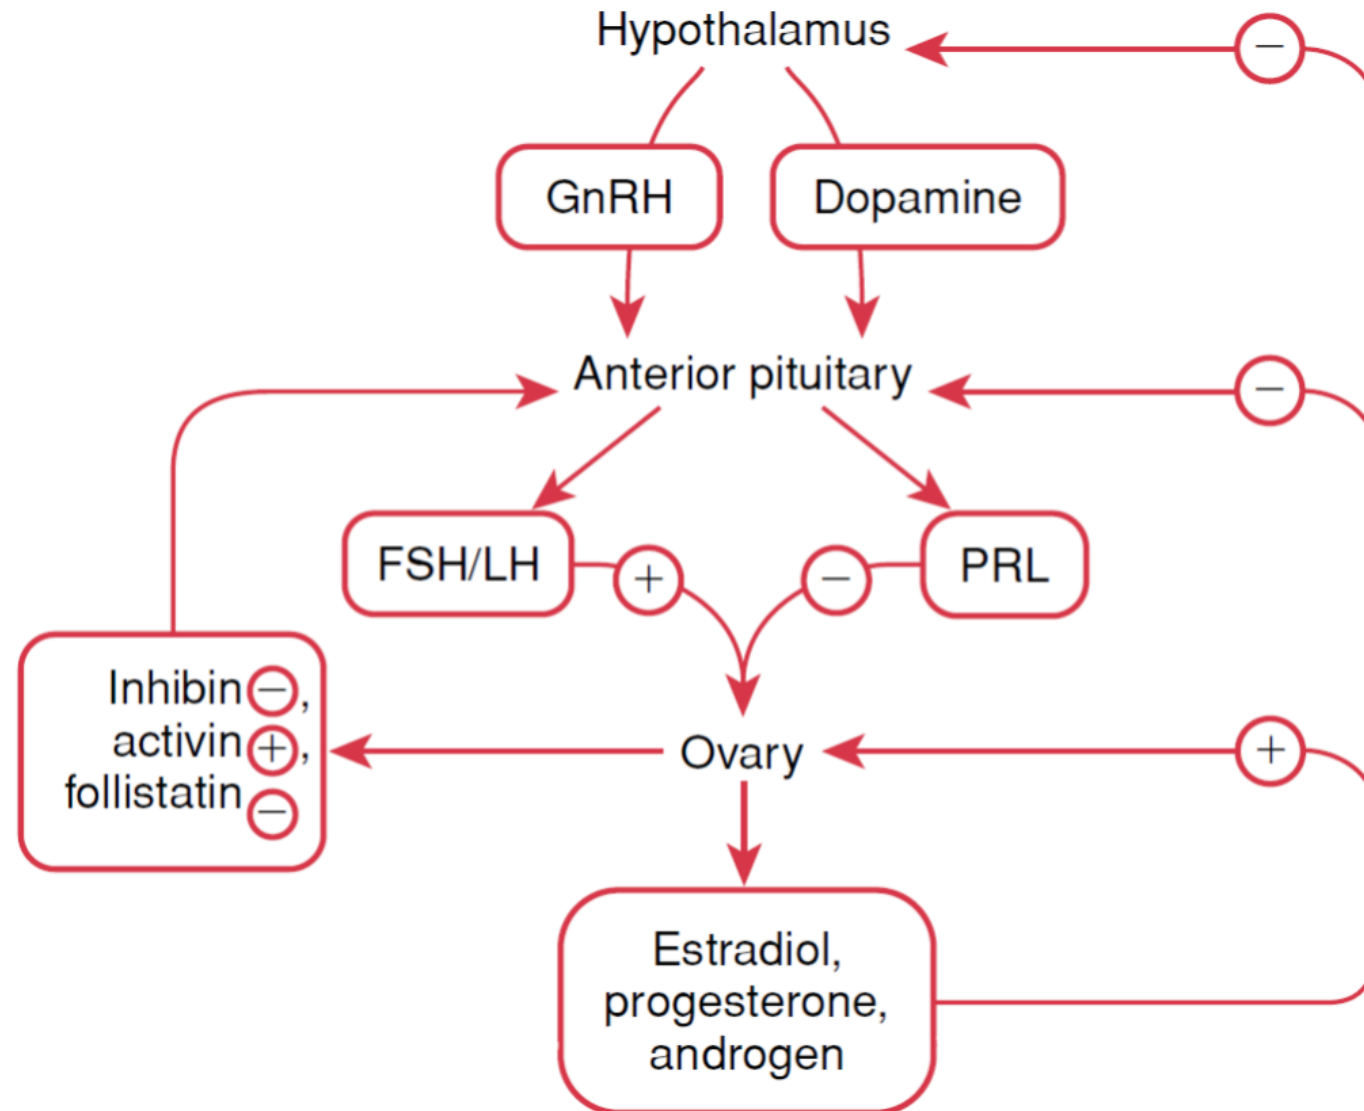 Hypothalamus
−
GnRH
Dopamine
Anterior pituitary
−
FSH/LH
+
−
PRL
Inhibin −,
activin +,
follistatin −
Ovary
+
Estradiol,
progesterone,
androgen